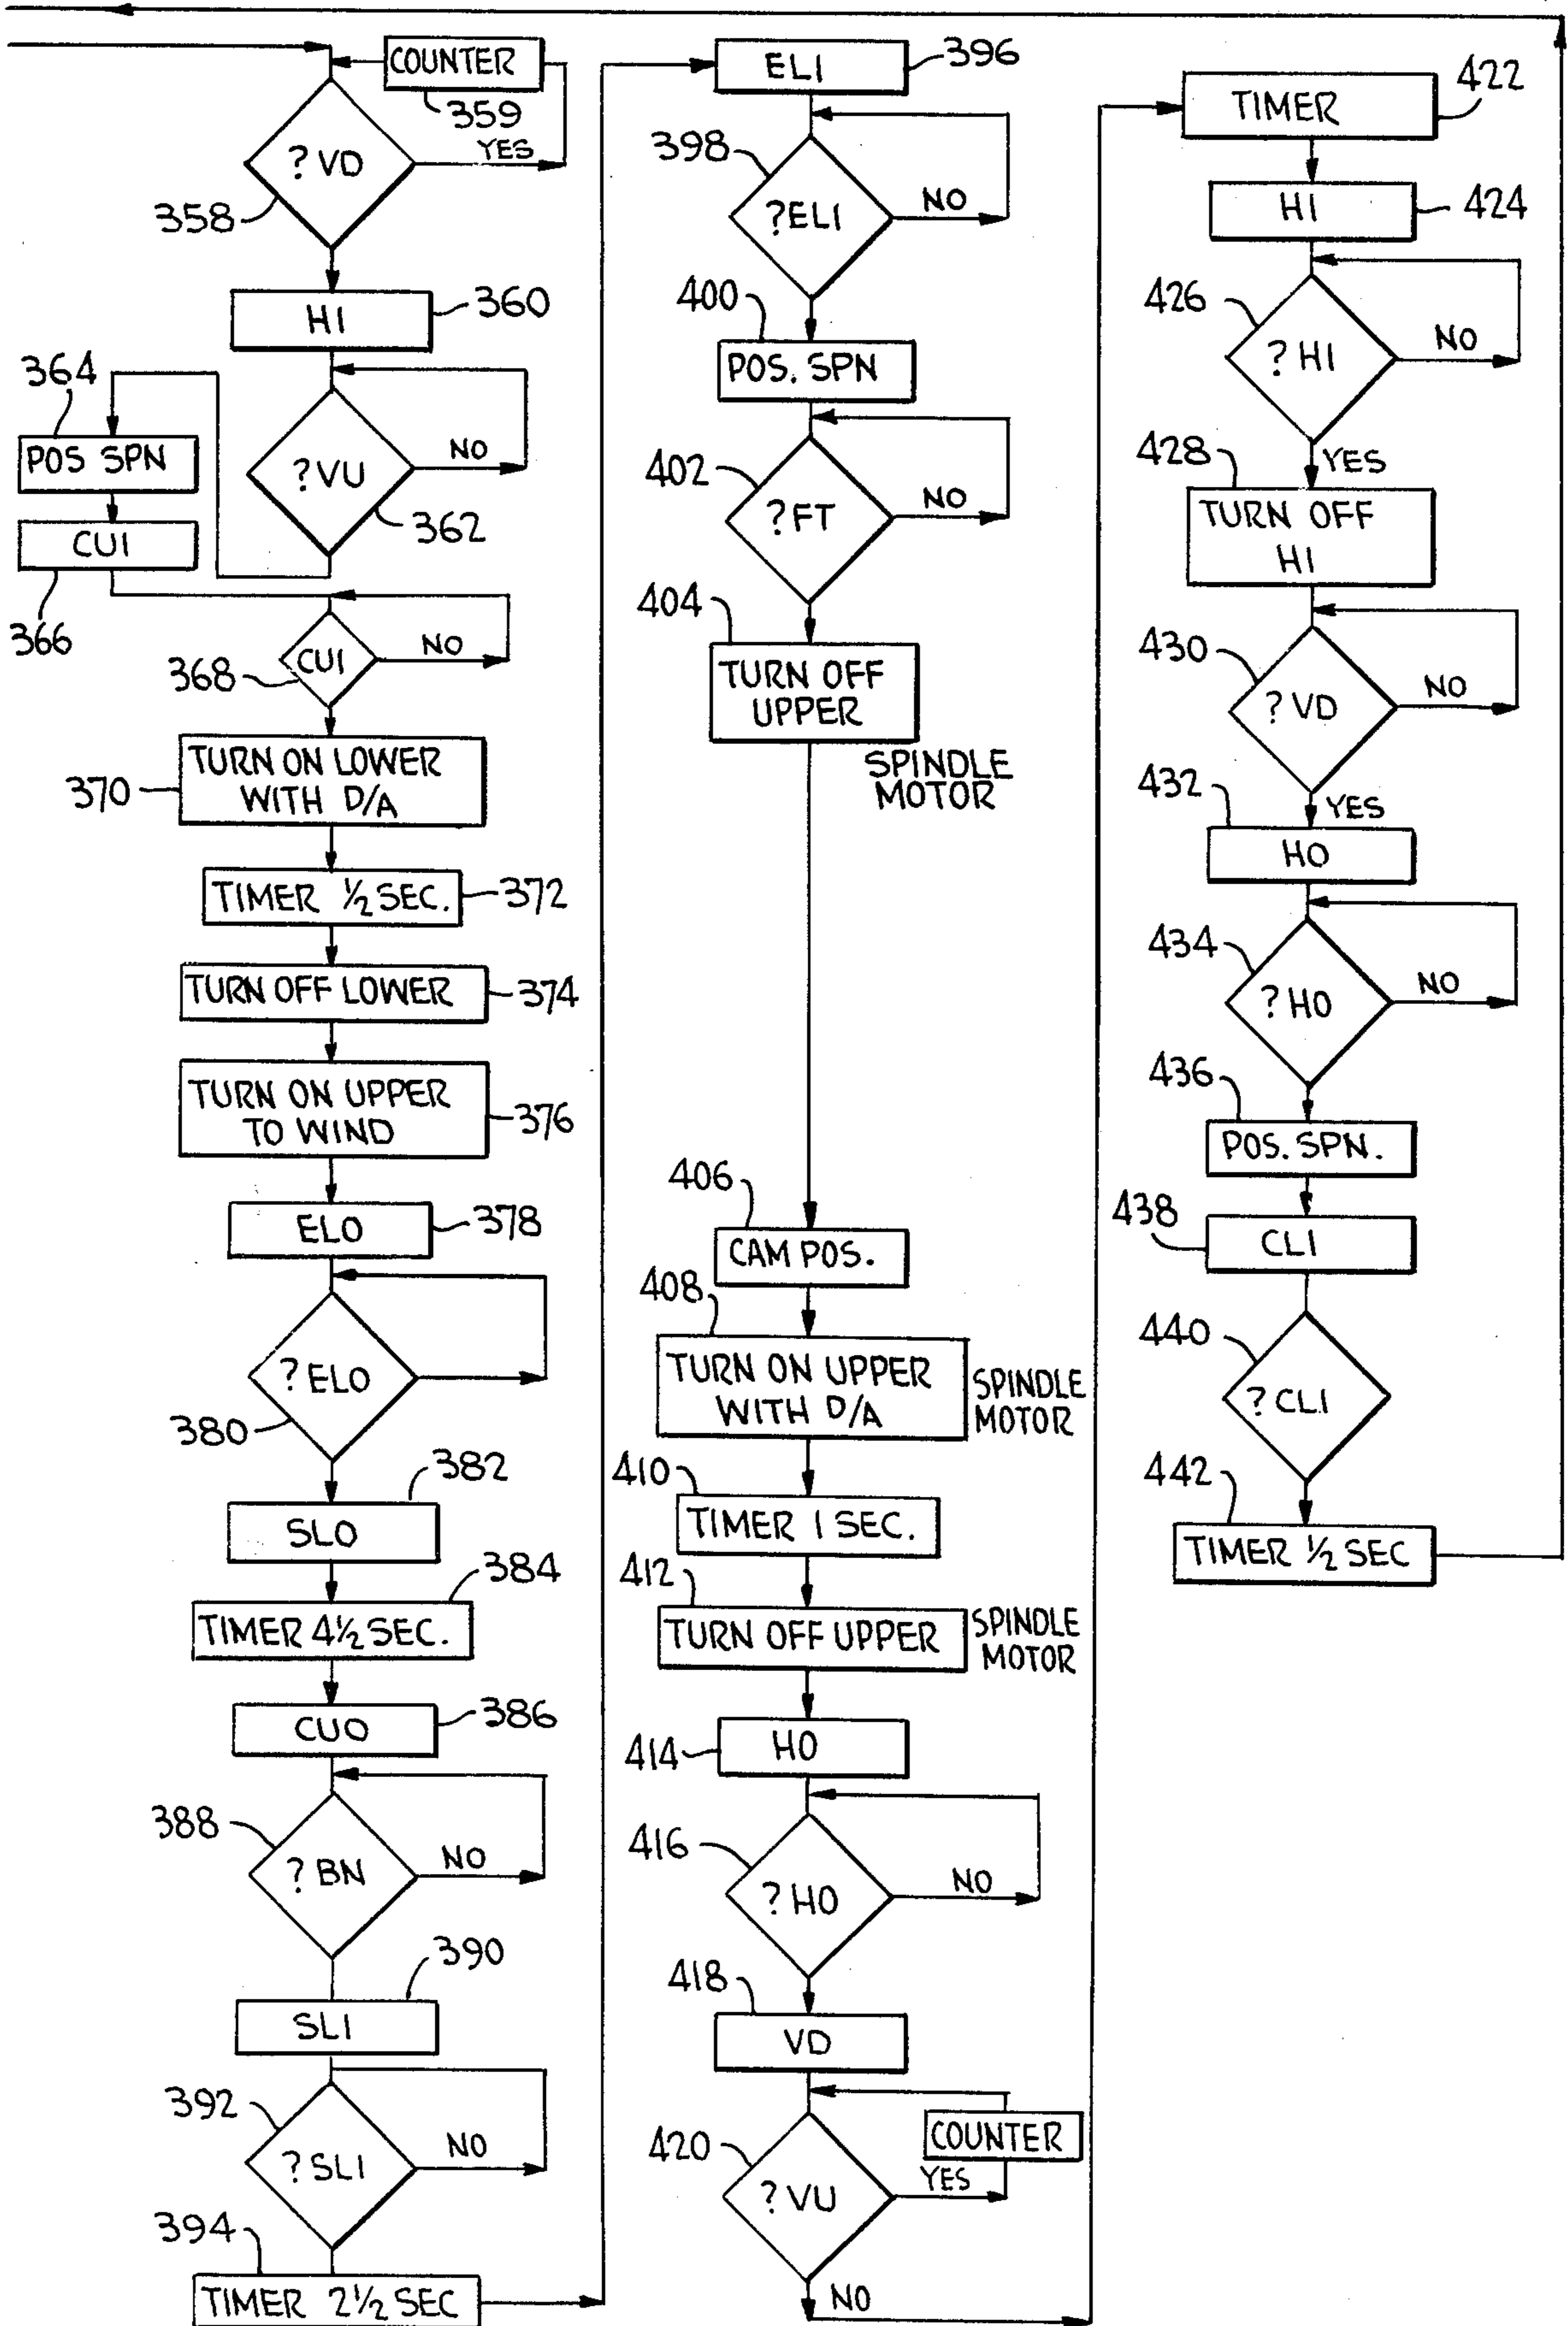 COUNTER
359
YES
? VD
358
HI
360
364
POS SPN
NO
? VU
362
CUI
366
NO
CUI
368
TURN ON LOWER
WITH D/A
370
TIMER ½ SEC.
372
TURN OFF LOWER
374
TURN ON UPPER
TO WIND
376
ELO
378
? ELO
380
382
SLO
384
TIMER 4½ SEC.
CUO
386
388
NO
? BN
390
SLI
392
NO
? SLI
394
TIMER 2½ SEC
ELI
396
398
NO
?ELI
400
POS. SPN
402
NO
?FT
404
TURN OFF
UPPER
SPINDLE
MOTOR
406
CAM POS.
408
TURN ON UPPER
WITH D/A
SPINDLE
MOTOR
410
TIMER 1 SEC.
412
TURN OFF UPPER
SPINDLE
MOTOR
HO
414
416
NO
? HO
418
VD
COUNTER
420
YES
? VU
NO
422
TIMER
HI
424
426
NO
? HI
428
YES
TURN OFF
HI
430
NO
? VD
432
YES
HO
434
NO
? HO
436
POS. SPN.
438
CLI
440
? CLI
442
TIMER ½ SEC